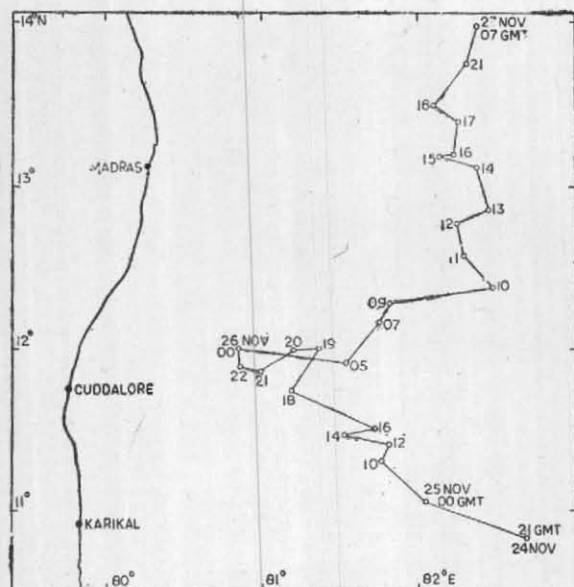 14°N
27 NOV
07 GMT
21
18
17
15
16
14
MADRAS
13°
13
12
11
10
09
07
12°
26 NOV
00
20
19
05
22
21
18
CUDDALORE
16
14
12
10
25 NOV
00 GMT
11°
KARIKAL
21 GMT
24 NOV
80°
81°
82°E